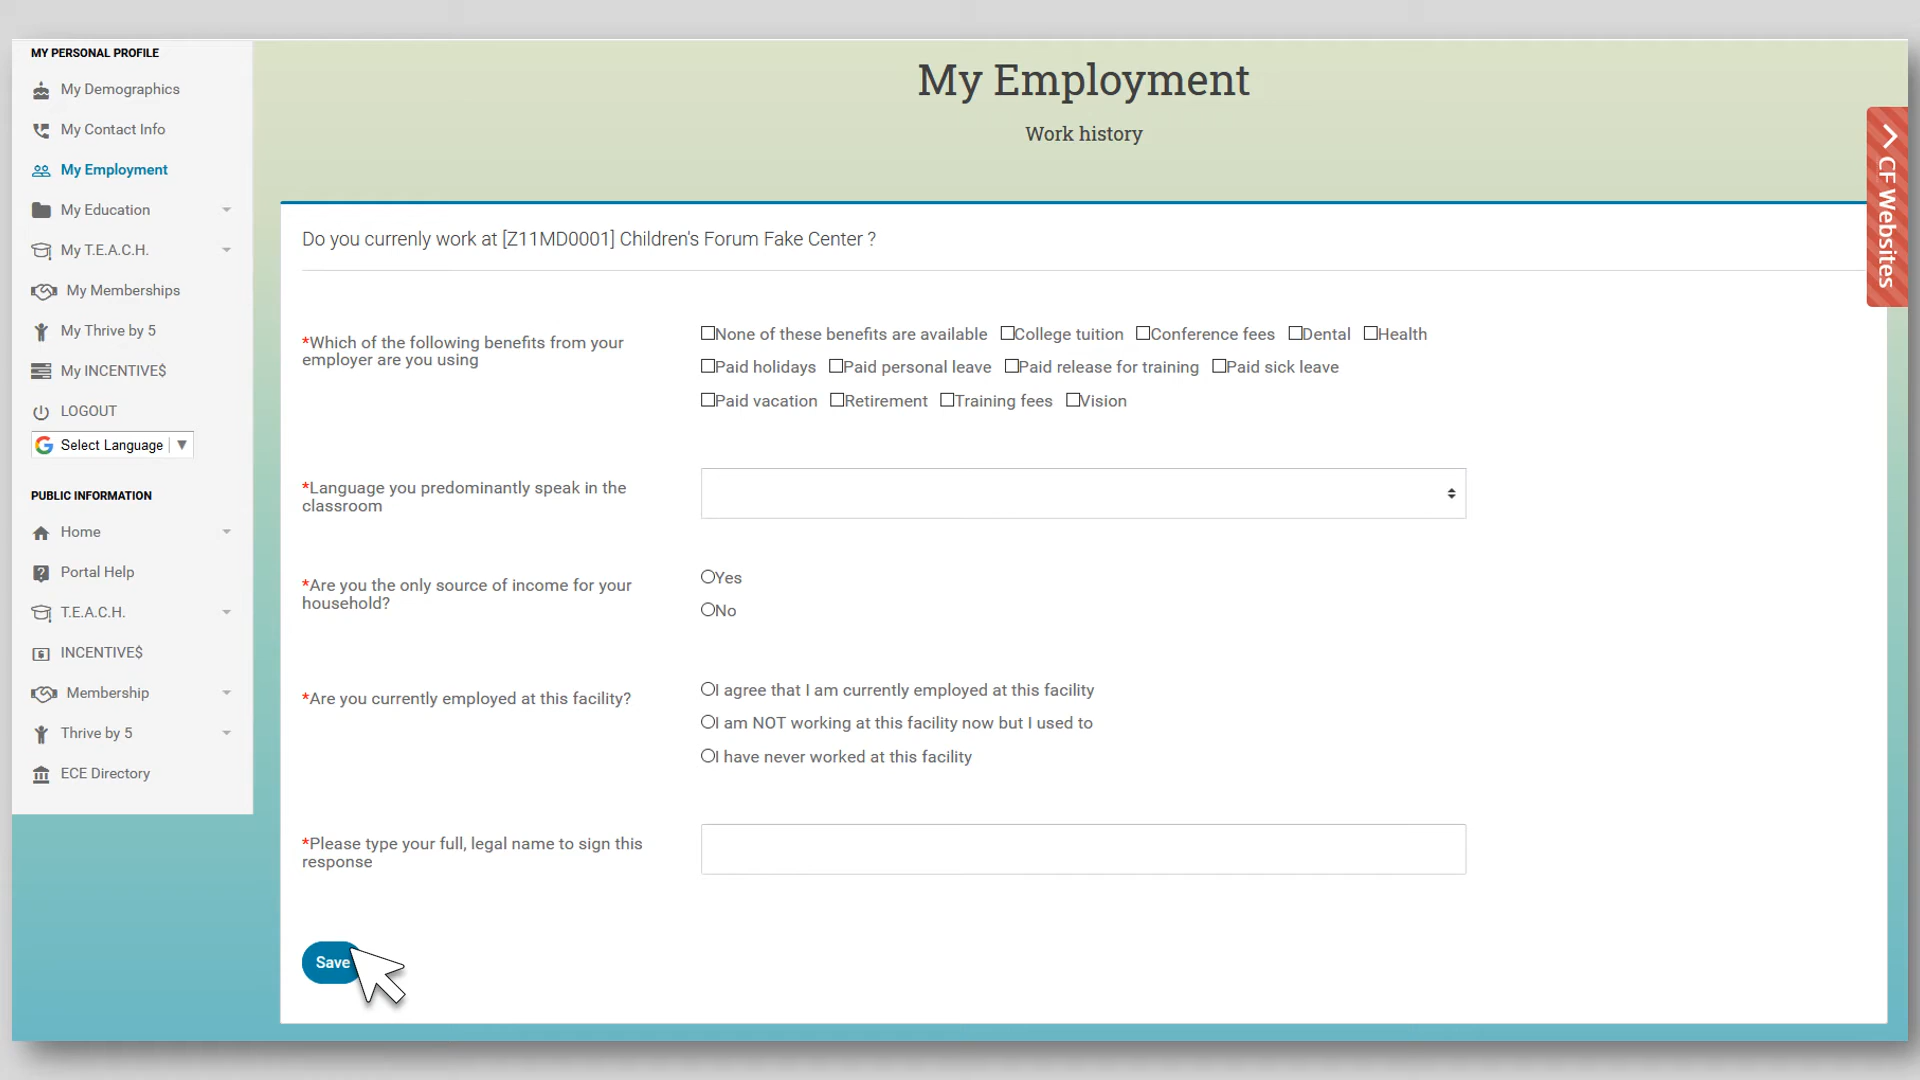 MY PERSONAL PROFILE
My Demographics
My Contact Info
My Employment
My Education
My T.E.A.C.H.
My Memberships
My Thrive by 5
My INCENTIVE$
LOGOUT
Select Language ▼
PUBLIC INFORMATION
Home
Portal Help
T.E.A.C.H.
INCENTIVE$
Membership
Thrive by 5
ECE Directory
My Employment
Work history
Do you currenly work at [Z11MD0001] Children's Forum Fake Center ?
*Which of the following benefits from your
employer are you using
None of these benefits are available College tuition Conference fees Dental Health
Paid holidays Paid personal leave Paid release for training Paid sick leave
Paid vacation Retirement Training fees Vision
*Language you predominantly speak in the
classroom
*Are you the only source of income for your
household?
Yes
No
*Are you currently employed at this facility?
I agree that I am currently employed at this facility
I am NOT working at this facility now but I used to
I have never worked at this facility
*Please type your full, legal name to sign this
response
Save
CF Websites